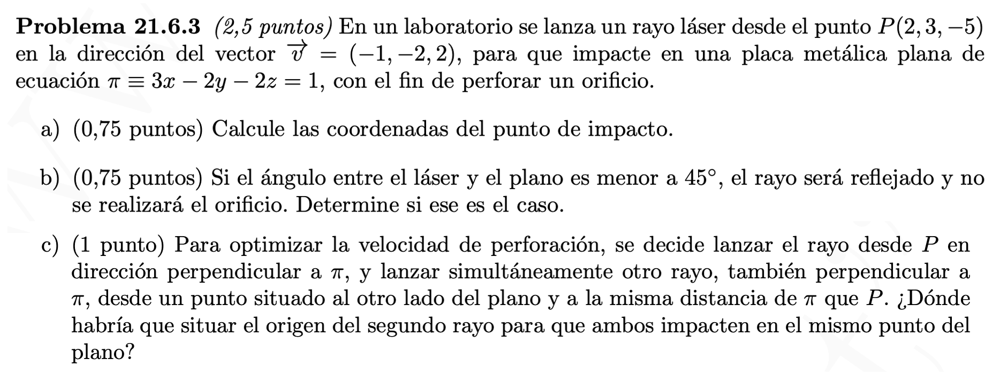 Problema 21.6.3 (2,5 puntos) En un laboratorio se lanza un rayo láser desde el punto P(2, 3, −5)
en la dirección del vector v⃗ = (−1, −2, 2), para que impacte en una placa metálica plana de
ecuación π ≡ 3x − 2y − 2z = 1, con el fin de perforar un orificio.
a) (0,75 puntos) Calcule las coordenadas del punto de impacto.
b) (0,75 puntos) Si el ángulo entre el láser y el plano es menor a 45°, el rayo será reflejado y no
se realizará el orificio. Determine si ese es el caso.
c) (1 punto) Para optimizar la velocidad de perforación, se decide lanzar el rayo desde P en
dirección perpendicular a π, y lanzar simultáneamente otro rayo, también perpendicular a
π, desde un punto situado al otro lado del plano y a la misma distancia de π que P. ¿Dónde
habría que situar el origen del segundo rayo para que ambos impacten en el mismo punto del
plano?